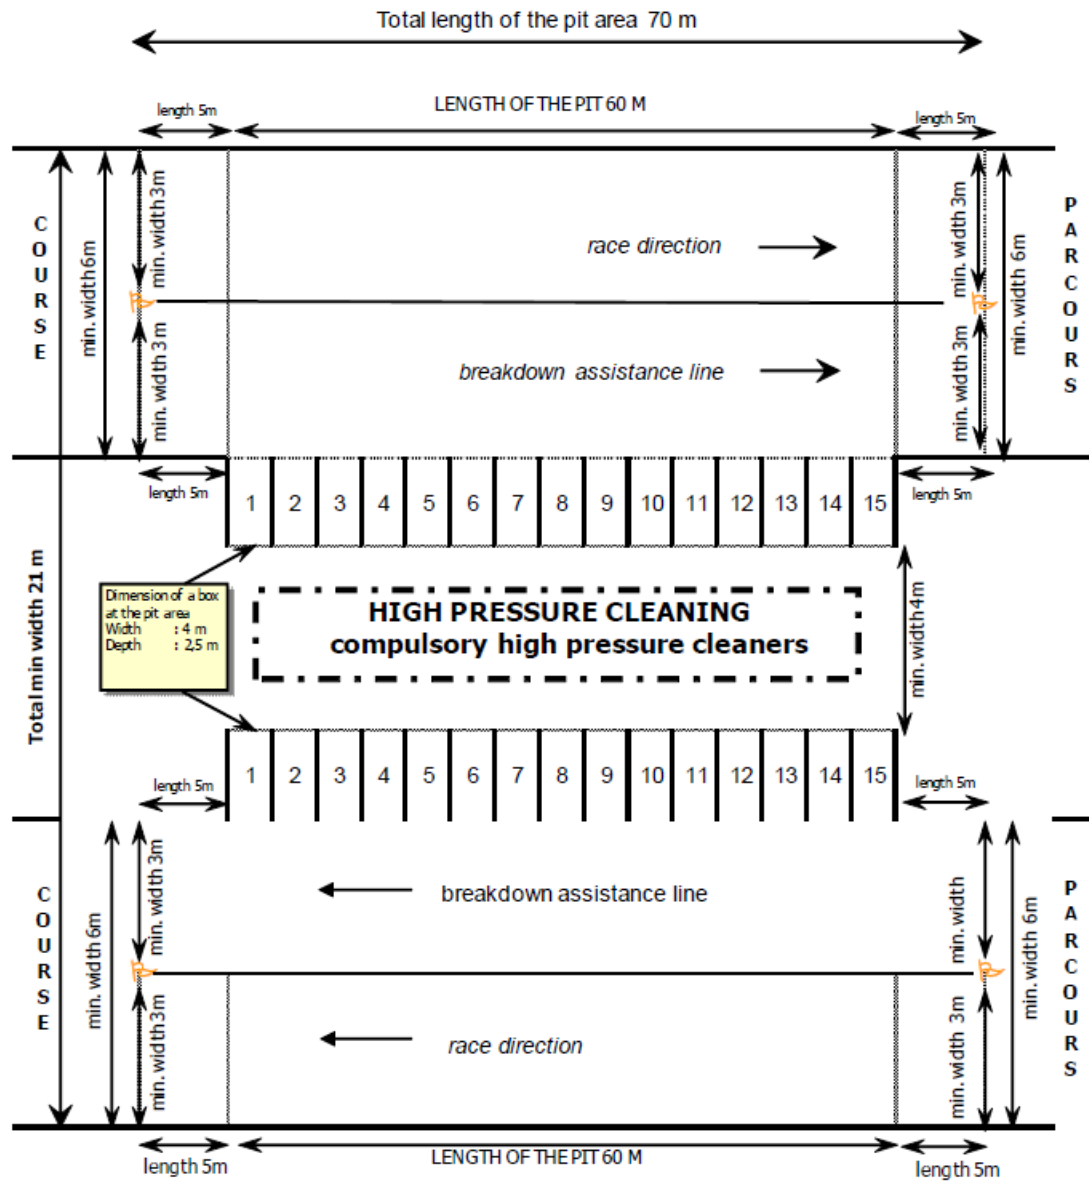 Total length of the pit area 70 m
length 5m
LENGTH OF THE PIT 60 M
length 5m
COURSE
min. width 6m
min. width 3m
min. width 3 m
race direction
breakdown assistance line
min. width 3m
min. width 3m
min. width 6m
PARCOURS
length 5m
length 5m
1 2 3 4 5 6 7 8 9 10 11 12 13 14 15
Total min width 21 m
Dimension of a box
at the pit area
Width : 4 m
Depth : 2,5 m
HIGH PRESSURE CLEANING
compulsory high pressure cleaners
min. width 4m
1 2 3 4 5 6 7 8 9 10 11 12 13 14 15
length 5m
length 5m
COURSE
min. width 6m
min. width 3m
min. width 3m
breakdown assistance line
race direction
min. width
min. width 3m
min. width 6m
PARCOURS
length 5m
LENGTH OF THE PIT 60 M
length 5m